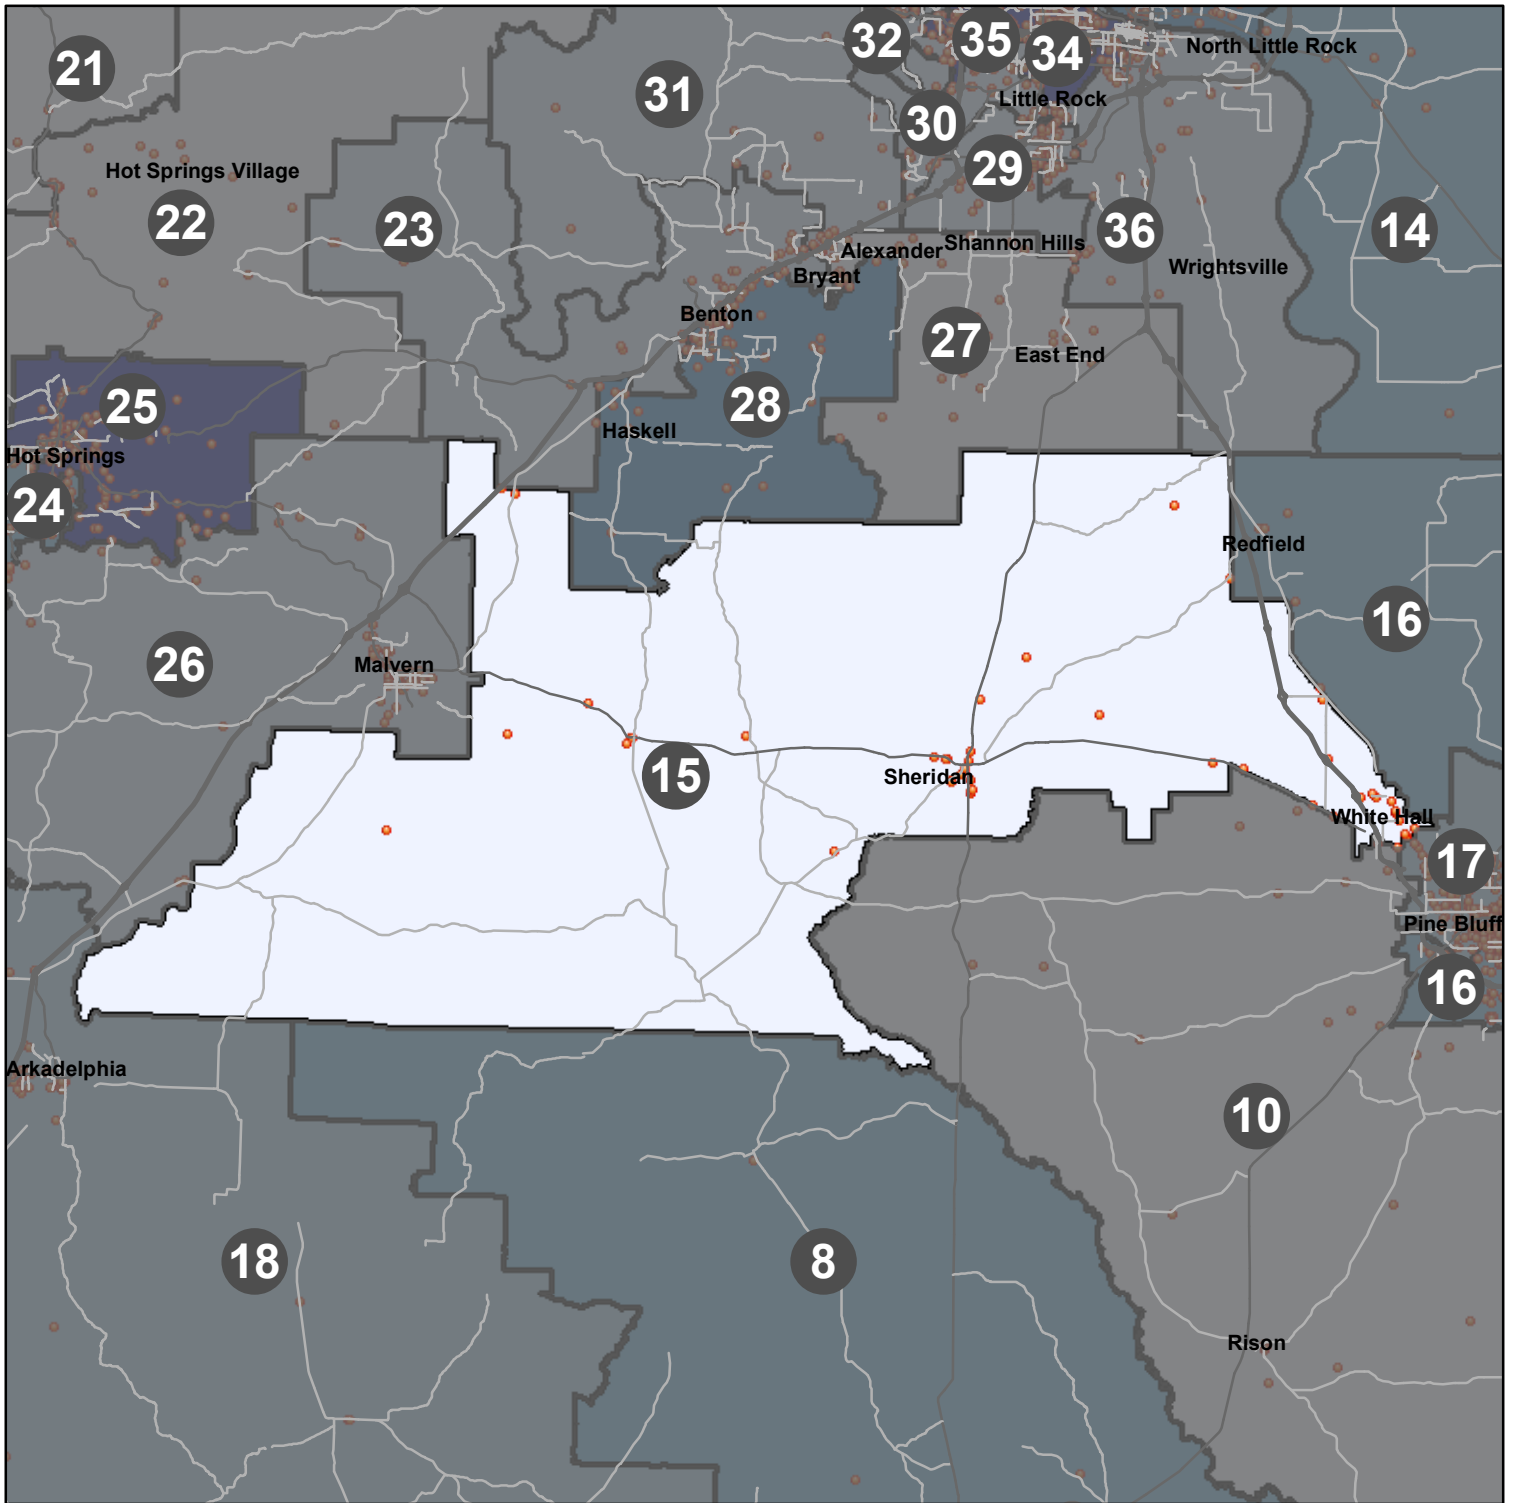 32
35
34
North Little Rock
21
31
Little Rock
30
29
Hot Springs Village
22
23
36
14
Alexander
Shannon Hills
Wrightsville
Bryant
Benton
27
East End
25
28
Haskell
Hot Springs
24
Redfield
16
26
Malvern
15
Sheridan
White Hall
17
Pine Bluff
16
Arkadelphia
10
18
8
Rison